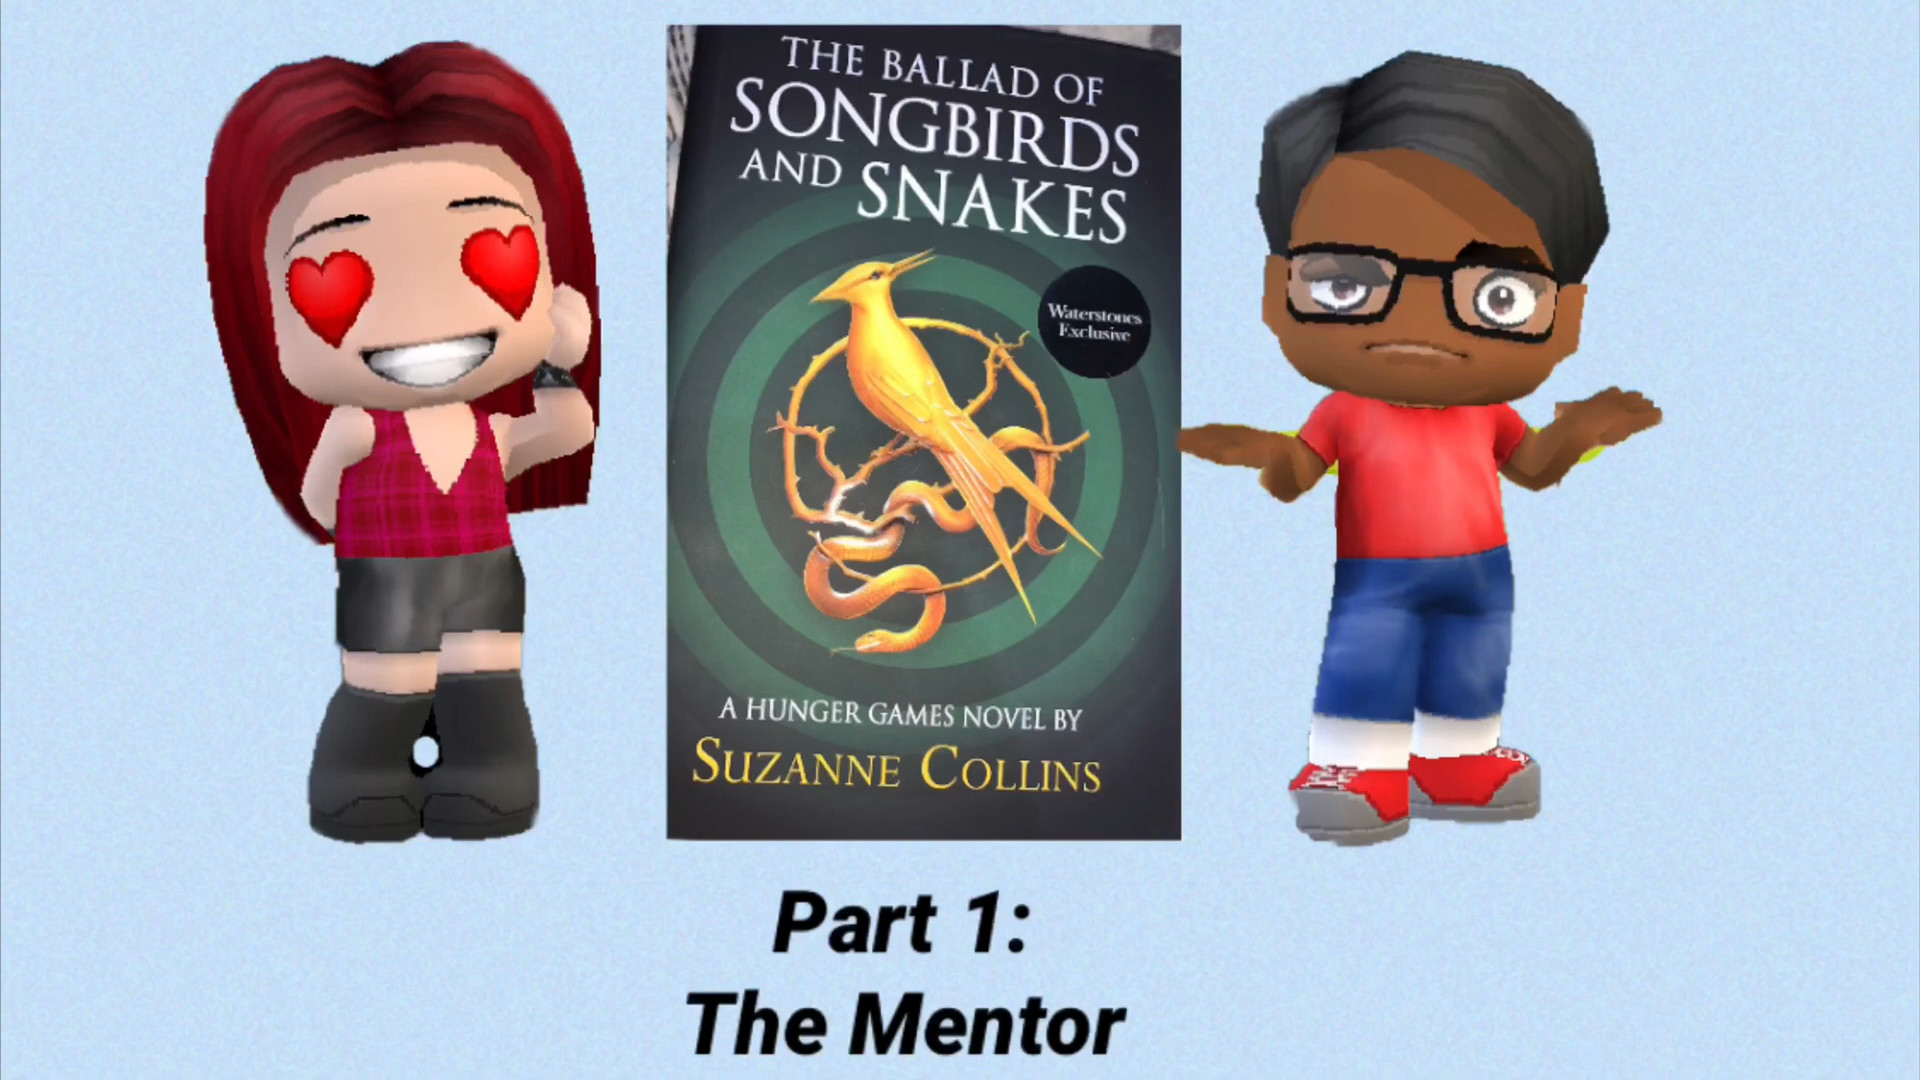 THE BALLAD OF
SONGBIRDS
AND SNAKES
Waterstones
Exclusive
A HUNGER GAMES NOVEL BY
SUZANNE COLLINS
Part 1:
The Mentor